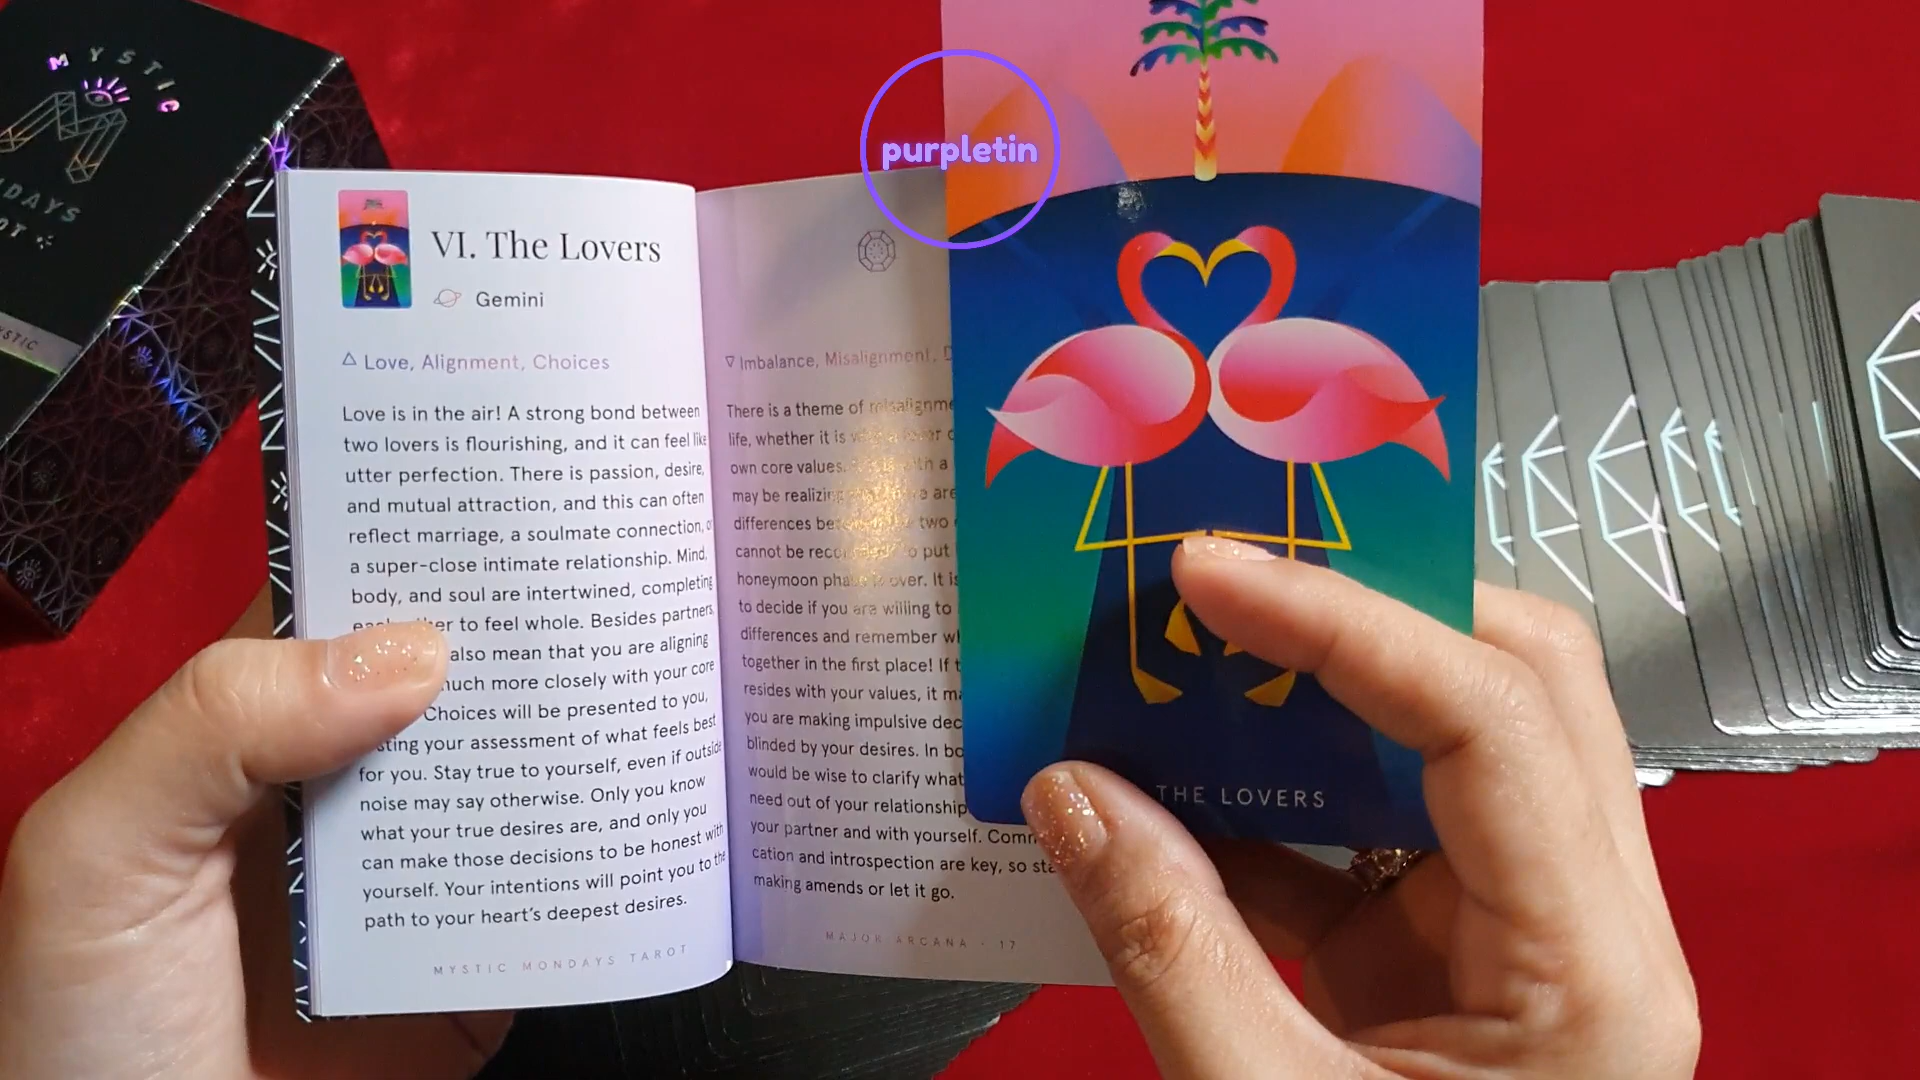 MYSTIC
M
DAYS
OT
YSTIC
purpletin
VI. The Lovers
Gemini
Love, Alignment, Choices
Love is in the air! A strong bond between
two lovers is flourishing, and it can feel like
utter perfection. There is passion, desire,
and mutual attraction, and this can often
reflect marriage, a soulmate connection,
a super-close intimate relationship. Mind,
body, and soul are intertwined, completing
to feel whole. Besides partners,
also mean that you are aligning
much more closely with your core
Choices will be presented to you,
your assessment of what feels best
for you. Stay true to yourself, even if outside
noise may say otherwise. Only you know
what your true desires are, and only you
can make those decisions to be honest with
yourself. Your intentions will point you to the
path to your heart's deepest desires.
MYSTIC MONDAYS TAROT
Imbalance, Misalignment,
There is a theme of
life, whether it is
own core values.
may be
differences two
cannot be to put
honeymoon over. It is
to decide if you are willing to
differences and remember
together in the first place! If
resides with your values, it
you are making impulsive
blinded by your desires. In
would be wise to clarify what
need out of your relationship
your partner and with yourself.
cation and introspection are key, so
making amends or let it go.
MAJOR ARCANA · 17
THE LOVERS